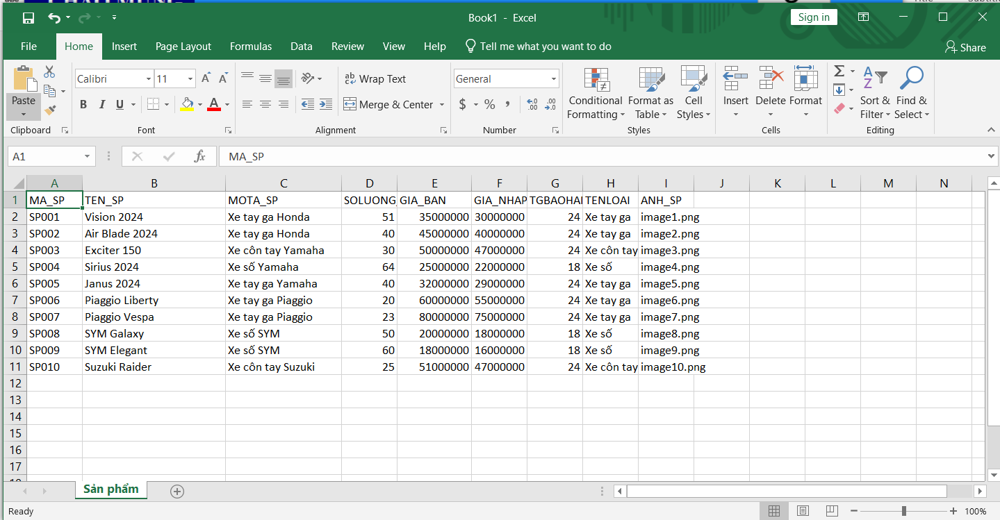 Book1 - Excel
Sign in
File Home Insert Page Layout Formulas Data Review View Help Tell me what you want to do Share
Paste
Calibri 11
Wrap Text
General
B I U
Merge & Center
$ % ,
Conditional Formatting
Format as Table
Cell Styles
Insert Delete Format
Sort & Filter
Find & Select
Clipboard Font Alignment Number Styles Cells Editing
A1 fx MA_SP
A B C D E F G H I J K L M N
1 MA_SP TEN_SP MOTA_SP SOLUONG_ GIA_BAN GIA_NHAP TGBAOHA TENLOAI ANH_SP
2 SP001 Vision 2024 Xe tay ga Honda 51 35000000 30000000 24 Xe tay ga image1.png
3 SP002 Air Blade 2024 Xe tay ga Honda 40 45000000 40000000 24 Xe tay ga image2.png
4 SP003 Exciter 150 Xe côn tay Yamaha 30 50000000 47000000 24 Xe côn tay image3.png
5 SP004 Sirius 2024 Xe số Yamaha 64 25000000 22000000 18 Xe số image4.png
6 SP005 Janus 2024 Xe tay ga Yamaha 40 32000000 29000000 24 Xe tay ga image5.png
7 SP006 Piaggio Liberty Xe tay ga Piaggio 20 60000000 55000000 24 Xe tay ga image6.png
8 SP007 Piaggio Vespa Xe tay ga Piaggio 23 80000000 75000000 24 Xe tay ga image7.png
9 SP008 SYM Galaxy Xe số SYM 50 20000000 18000000 18 Xe số image8.png
10 SP009 SYM Elegant Xe số SYM 60 18000000 16000000 18 Xe số image9.png
11 SP010 Suzuki Raider Xe côn tay Suzuki 25 51000000 47000000 24 Xe côn tay image10.png
12
13
14
15
16
17
Sản phẩm
Ready 100%